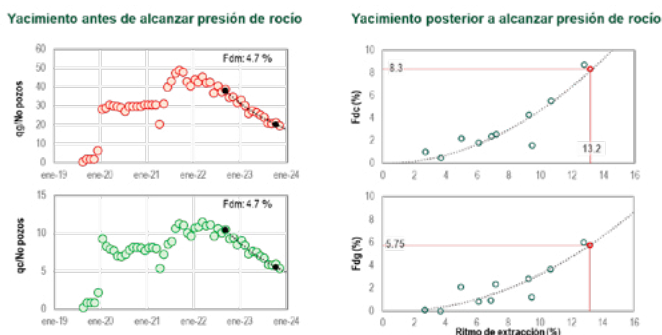 Yacimiento antes de alcanzar presión de rocío
Yacimiento posterior a alcanzar presión de rocío
qg/No pozos
60
50
40
30
20
10
0
Fdm: 4.7 %
ene-19 ene-20 ene-21 ene-22 ene-23 ene-24
qc/No pozos
15
10
5
0
Fdm: 4.7 %
ene-19 ene-20 ene-21 ene-22 ene-23 ene-24
Fdc (%)
10
8
6
4
2
0
8.3
13.2
0 2 4 6 8 10 12 14 16
Fdg (%)
10
8
6
4
2
0
5.75
0 2 4 6 8 10 12 14 16
Ritmo de extracción (%)